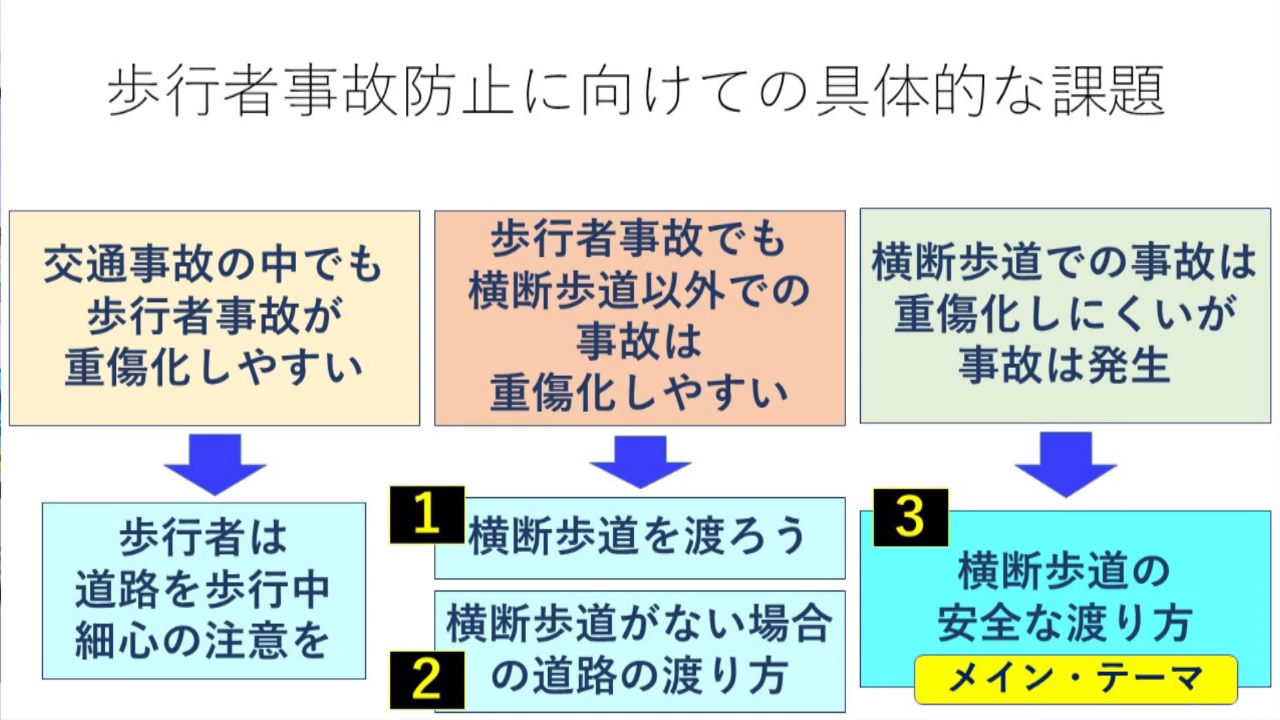 歩行者事故防止に向けての具体的な課題
交通事故の中でも
歩行者事故が
重傷化しやすい
歩行者事故でも
横断歩道以外での
事故は
重傷化しやすい
横断歩道での事故は
重傷化しにくいが
事故は発生
歩行者は
道路を歩行中
細心の注意を
1
横断歩道を渡ろう
横断歩道がない場合
の道路の渡り方
2
3
横断歩道の
安全な渡り方
メイン・テーマ